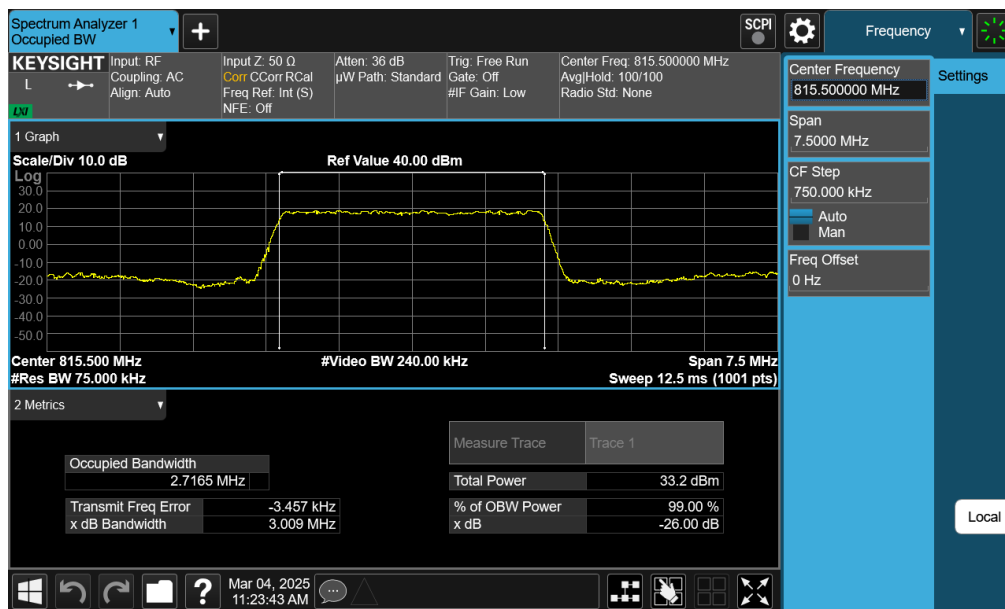 Spectrum Analyzer 1
Occupied BW
SCPI
Frequency
KEYSIGHT
L
LXI
Input: RF
Coupling: AC
Align: Auto
Input Z: 50 Ω
Corr CCorr RCal
Freq Ref: Int (S)
NFE: Off
Atten: 36 dB
µW Path: Standard
Trig: Free Run
Gate: Off
#IF Gain: Low
Center Freq: 815.500000 MHz
Avg|Hold: 100/100
Radio Std: None
Center Frequency
815.500000 MHz
Settings
Span
7.5000 MHz
CF Step
750.000 kHz
Auto
Man
Freq Offset
0 Hz
Local
1 Graph
Scale/Div 10.0 dB
Ref Value 40.00 dBm
Log
30.0
20.0
10.0
0.00
-10.0
-20.0
-30.0
-40.0
-50.0
Center 815.500 MHz
#Video BW 240.00 kHz
Span 7.5 MHz
#Res BW 75.000 kHz
Sweep 12.5 ms (1001 pts)
2 Metrics
Measure Trace
Trace 1
Occupied Bandwidth
2.7165 MHz
Total Power
33.2 dBm
Transmit Freq Error
-3.457 kHz
% of OBW Power
99.00 %
x dB Bandwidth
3.009 MHz
x dB
-26.00 dB
?
Mar 04, 2025
11:23:43 AM